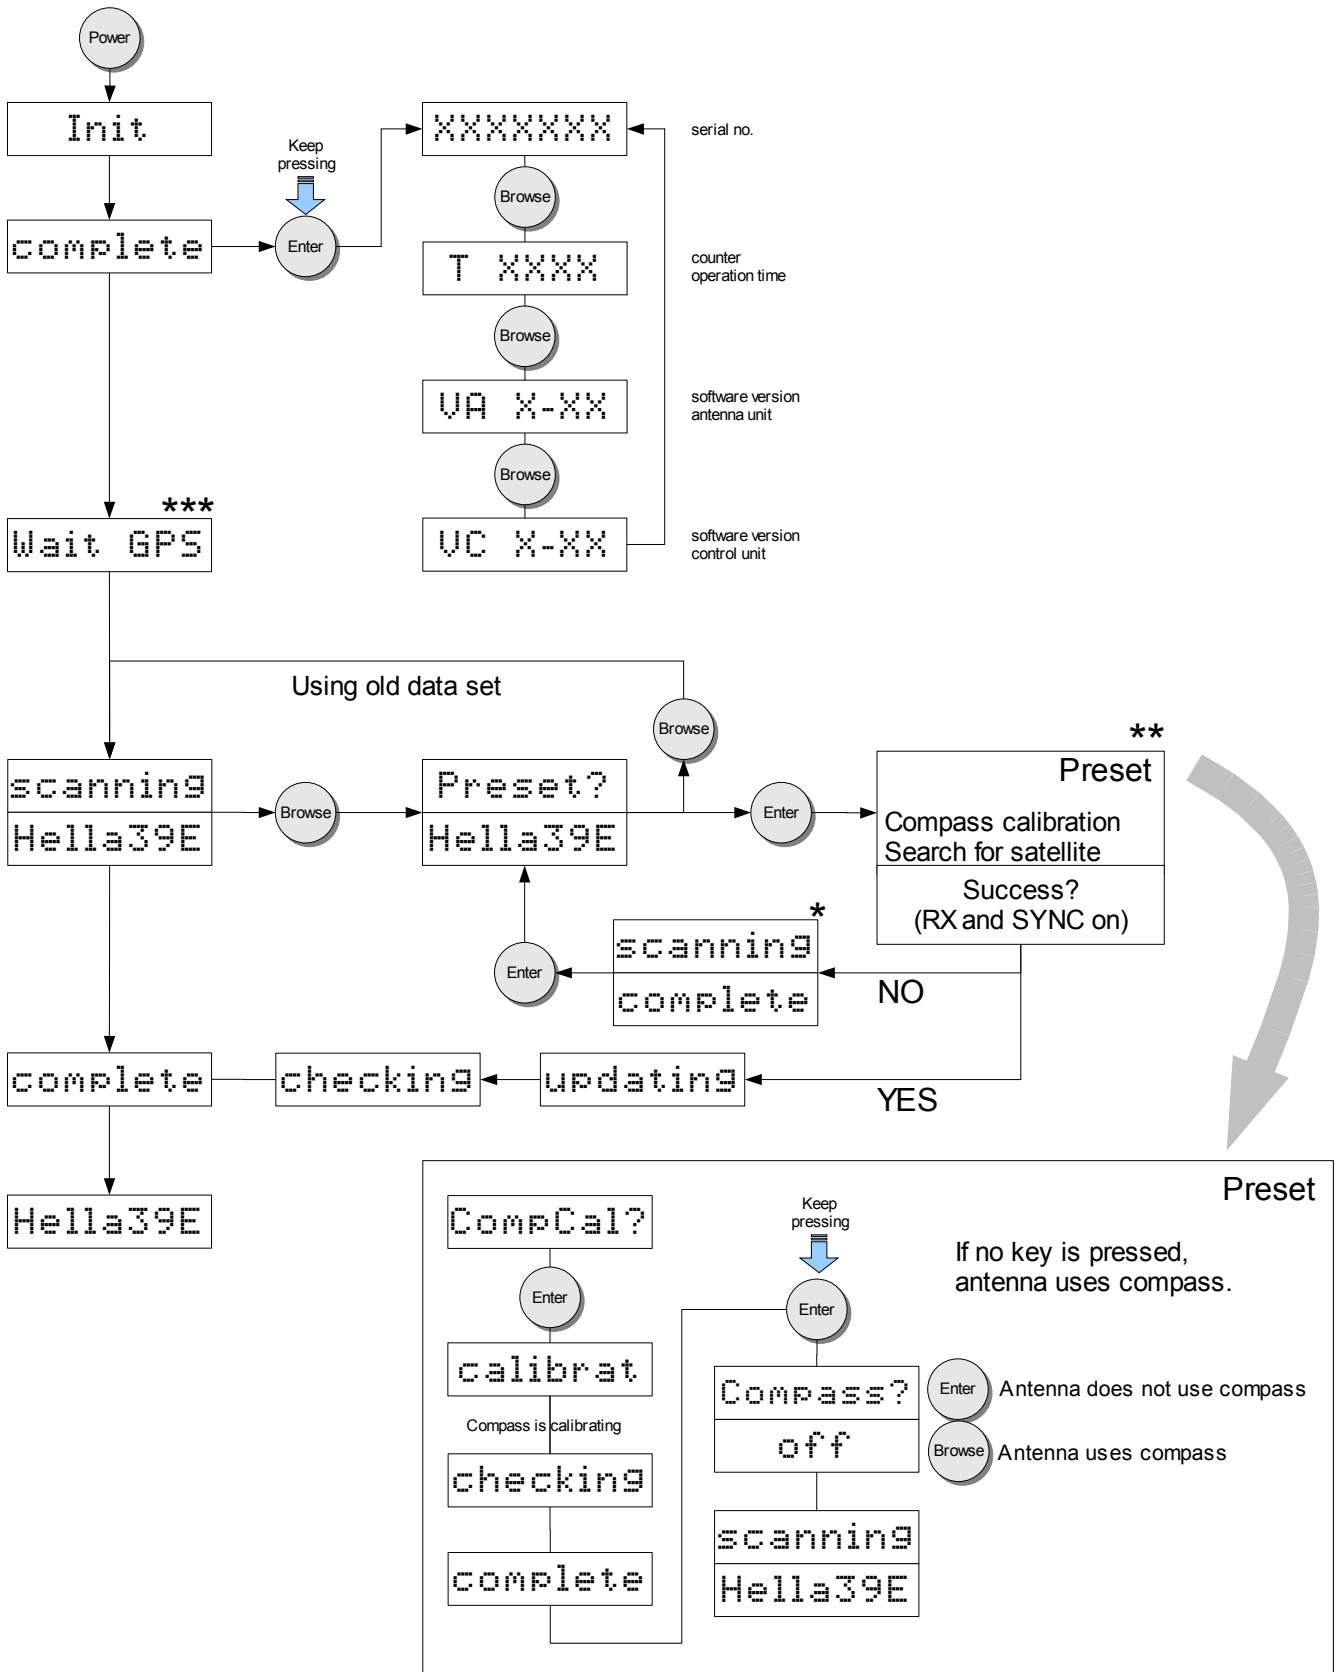 Power
Init
complete
Keep
pressing
Enter
XXXXXXX
serial no.
Browse
T XXXX
counter
operation time
Browse
VA X-XX
software version
antenna unit
Browse
VC X-XX
software version
control unit
***
Wait GPS
Using old data set
Browse
scanning
Hella39E
Browse
Preset?
Hella39E
Enter
**
Preset
Compass calibration
Search for satellite
Success?
(RX and SYNC on)
*
scanning
complete
Enter
NO
complete
checking
updating
YES
Hella39E
Preset
CompCal?
Enter
calibrat
Compass is calibrating
checking
complete
Keep
pressing
Enter
If no key is pressed,
antenna uses compass.
Compass?
off
Enter
Antenna does not use compass
Browse
Antenna uses compass
scanning
Hella39E